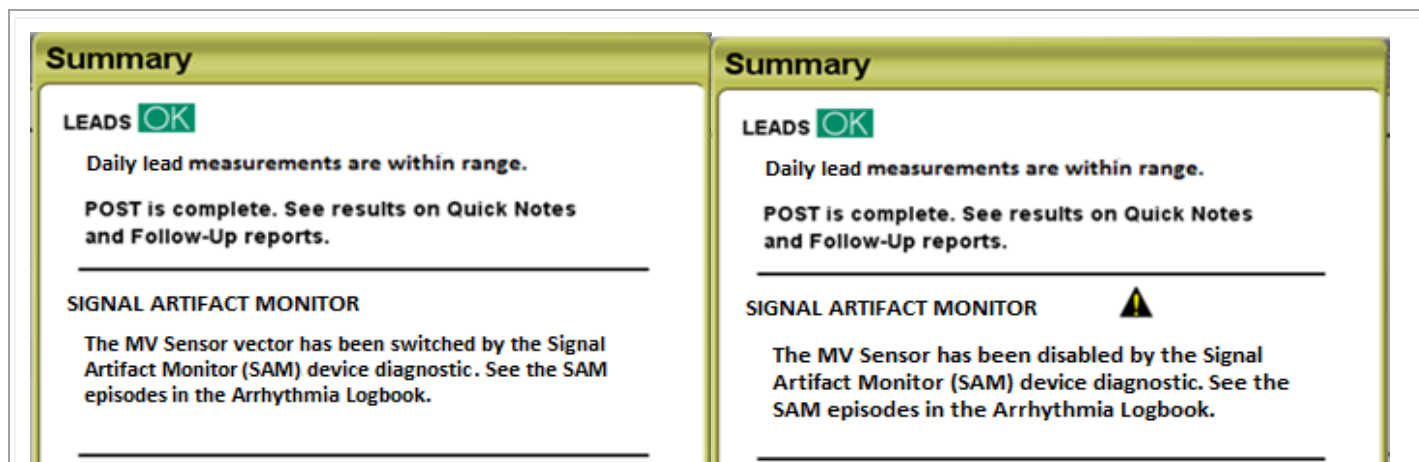 Summary
LEADS OK
Daily lead measurements are within range.
POST is complete. See results on Quick Notes
and Follow-Up reports.
SIGNAL ARTIFACT MONITOR
The MV Sensor vector has been switched by the Signal
Artifact Monitor (SAM) device diagnostic. See the SAM
episodes in the Arrhythmia Logbook.
Summary
LEADS OK
Daily lead measurements are within range.
POST is complete. See results on Quick Notes
and Follow-Up reports.
SIGNAL ARTIFACT MONITOR
The MV Sensor has been disabled by the Signal
Artifact Monitor (SAM) device diagnostic. See the
SAM episodes in the Arrhythmia Logbook.